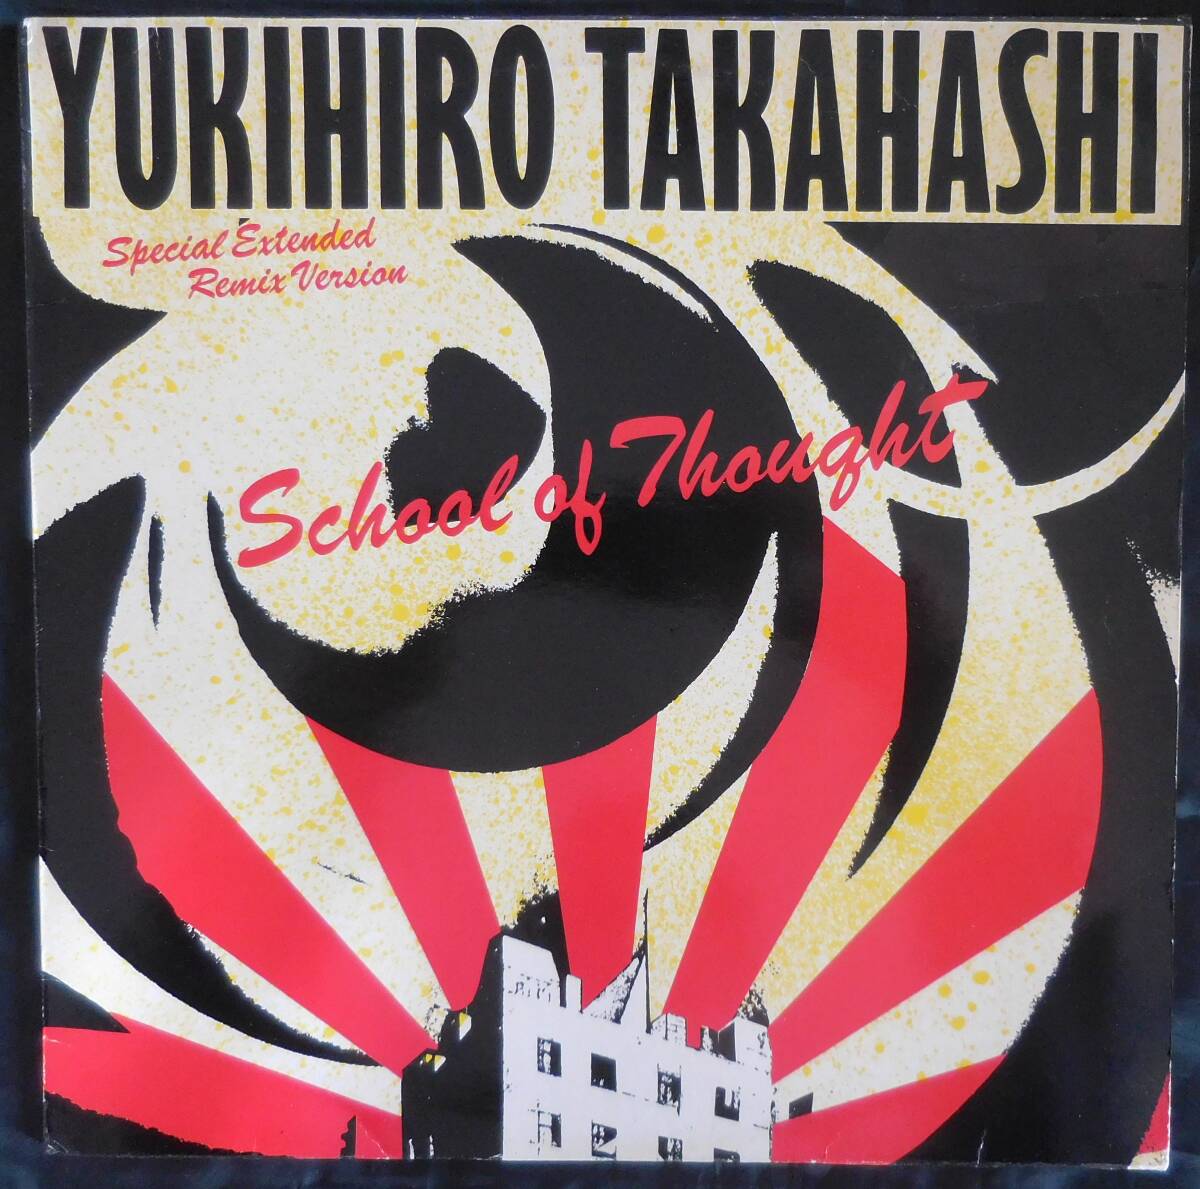 YUKIHIRO TAKAHASHI
Special Extended
Remix Version
School of Thought